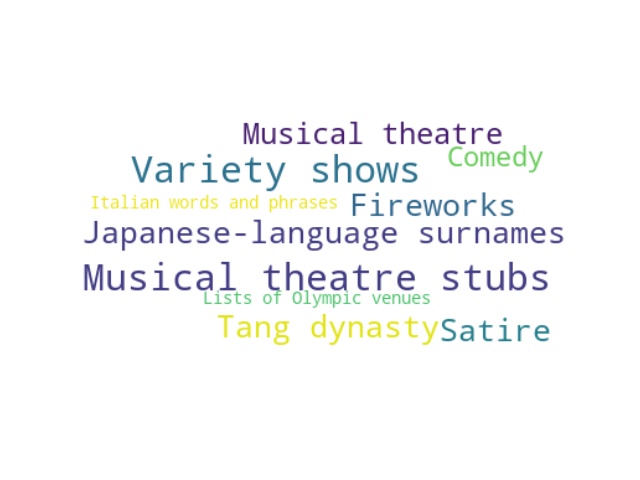 Musical theatre
Comedy
Variety shows
Italian words and phrases
Fireworks
Japanese-language surnames
Musical theatre stubs
Lists of Olympic venues
Tang dynasty
Satire